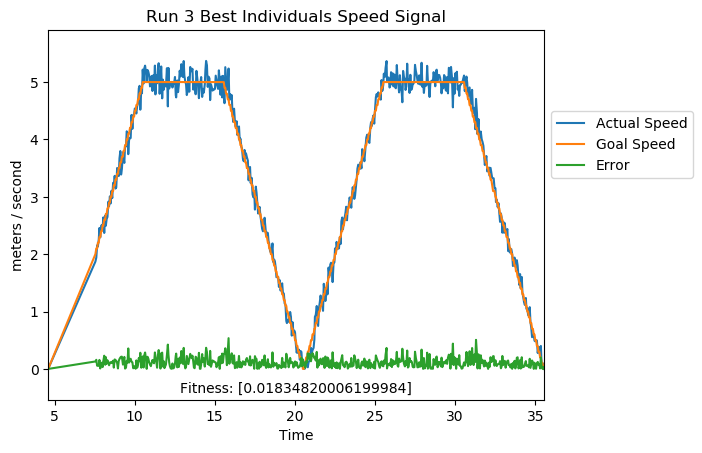 Run 3 Best Individuals Speed Signal
meters / second
5
4
3
2
1
0
Actual Speed
Goal Speed
Error
Fitness: [0.01834820006199984]
5 10 15 20 25 30 35
Time